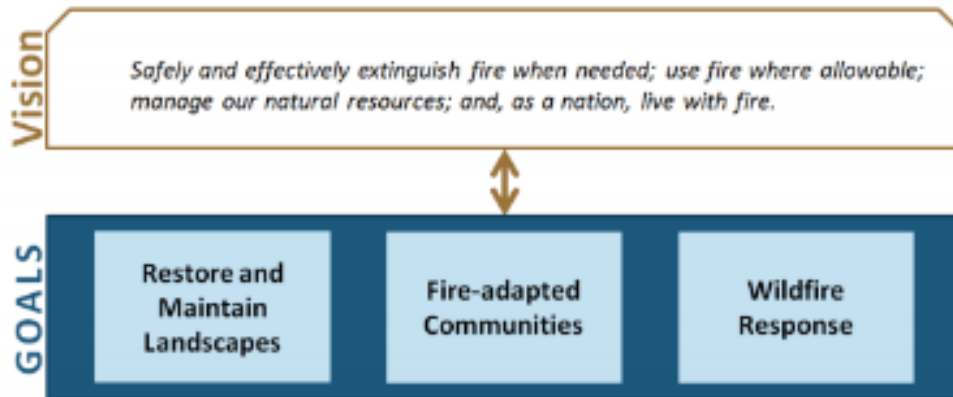 Vision
Safely and effectively extinguish fire when needed; use fire where allowable;
manage our natural resources; and, as a nation, live with fire.
GOALS
Restore and
Maintain
Landscapes
Fire-adapted
Communities
Wildfire
Response